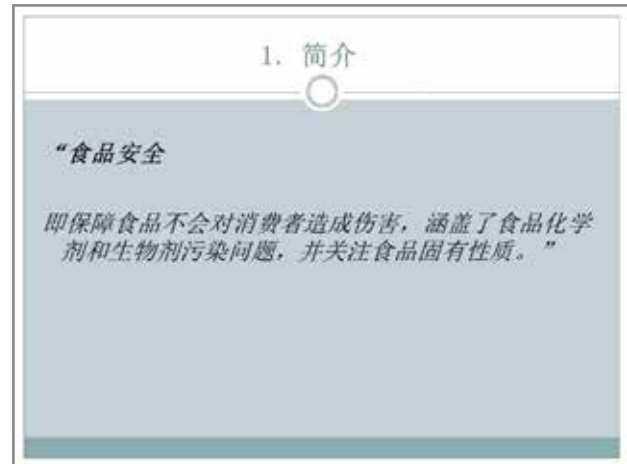 1. 简介
“食品安全
即保障食品不会对消费者造成伤害，涵盖了食品化学
剂和生物剂污染问题，并关注食品固有性质。”